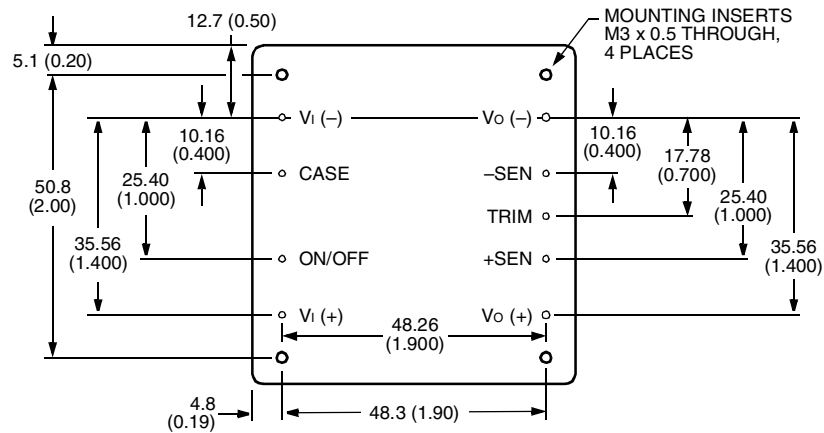 12.7 (0.50)
5.1 (0.20)
MOUNTING INSERTS
M3 x 0.5 THROUGH,
4 PLACES
VI (–)
VO (–)
10.16
(0.400)
10.16
(0.400)
CASE
–SEN
17.78
(0.700)
25.40
(1.000)
50.8
(2.00)
TRIM
25.40
(1.000)
35.56
(1.400)
35.56
(1.400)
ON/OFF
+SEN
VI (+)
VO (+)
48.26
(1.900)
4.8
(0.19)
48.3 (1.90)